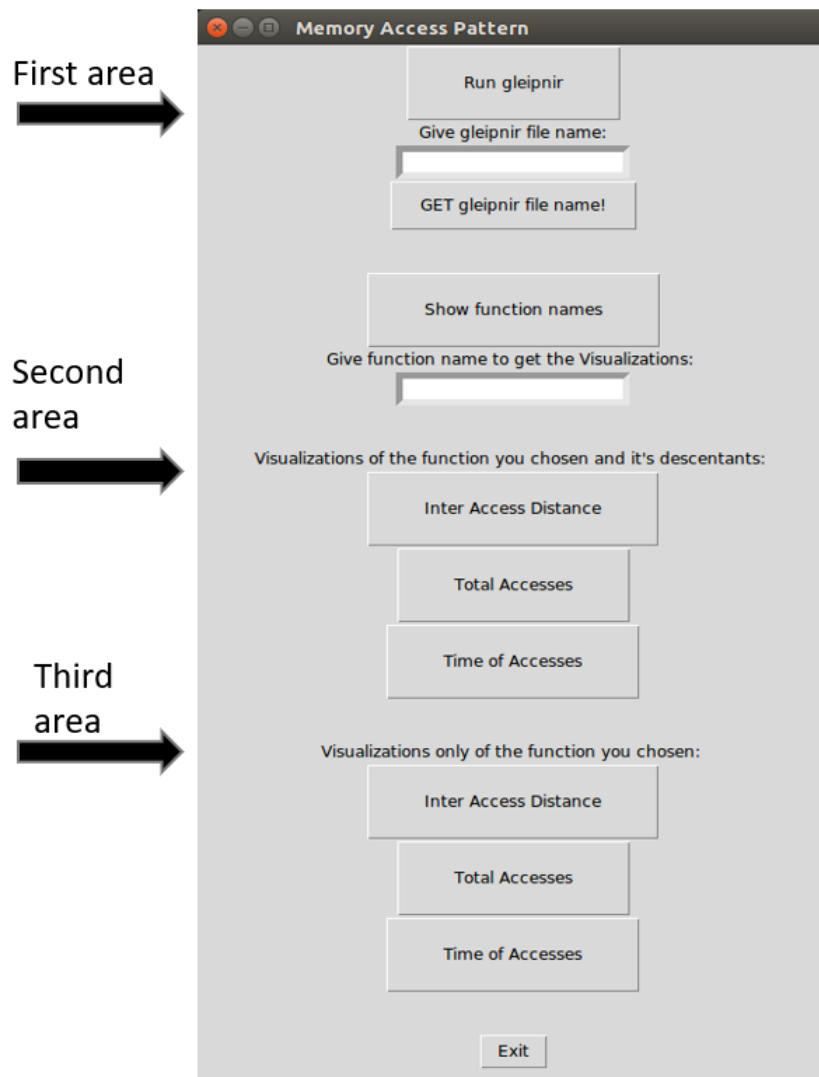 Memory Access Pattern
First area
Run gleipnir
Give gleipnir file name:
GET gleipnir file name!
Show function names
Second
area
Give function name to get the Visualizations:
Visualizations of the function you chosen and it's descentants:
Inter Access Distance
Total Accesses
Time of Accesses
Third
area
Visualizations only of the function you chosen:
Inter Access Distance
Total Accesses
Time of Accesses
Exit